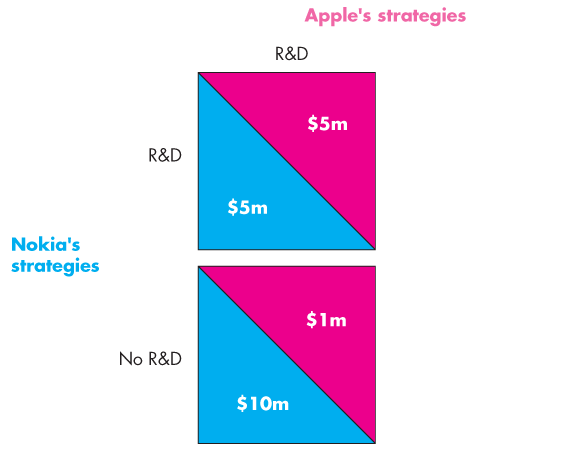 Apple's strategies
R&D
R&D
$5m
$5m
Nokia's
strategies
No R&D
$1m
$10m